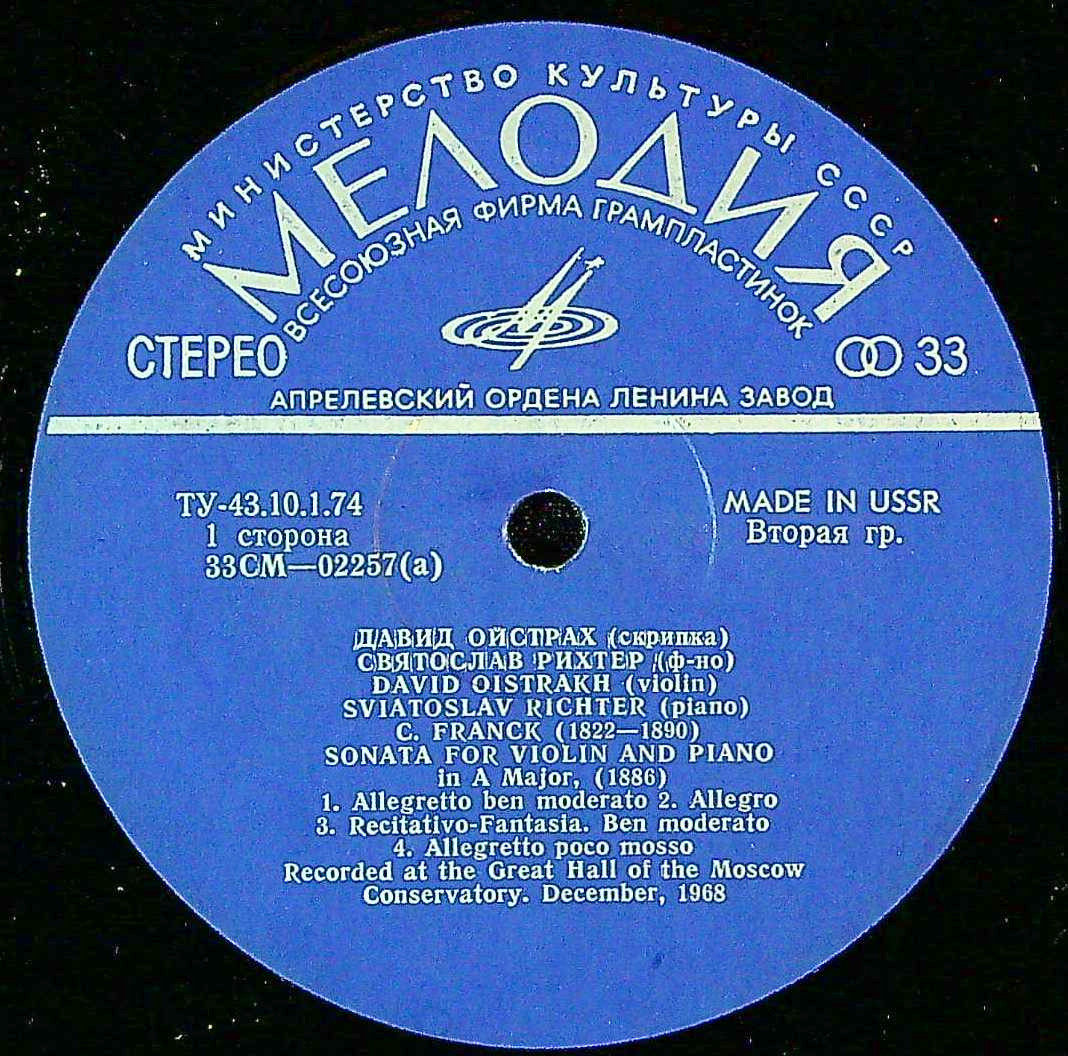 МИНИСТЕРСТВО КУЛЬТУРЫ СССР
МЕЛОДИЯ
ВСЕСОЮЗНАЯ ФИРМА ГРАМПЛАСТИНОК
СТЕРЕО
33
АПРЕЛЕВСКИЙ ОРДЕНА ЛЕНИНА ЗАВОД
ТУ-43.10.1.74
1 сторона
33СМ—02257(а)
MADE IN USSR
Вторая гр.
ДАВИД ОЙСТРАХ (скрипка)
СВЯТОСЛАВ РИХТЕР (ф-но)
DAVID OISTRAKH (violin)
SVIATOSLAV RICHTER (piano)
C. FRANCK (1822—1890)
SONATA FOR VIOLIN AND PIANO
in A Major, (1886)
1. Allegretto ben moderato 2. Allegro
3. Recitativo-Fantasia. Ben moderato
4. Allegretto poco mosso
Recorded at the Great Hall of the Moscow
Conservatory. December, 1968